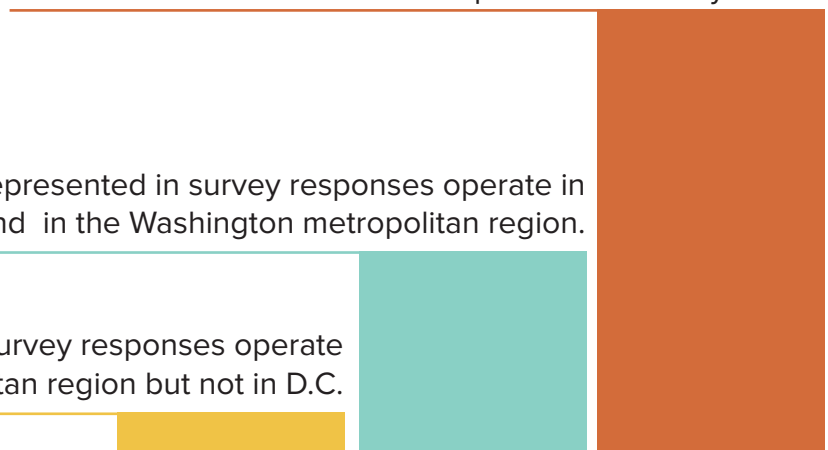 epresented in survey responses operate in
nd in the Washington metropolitan region.
urvey responses operate
tan region but not in D.C.